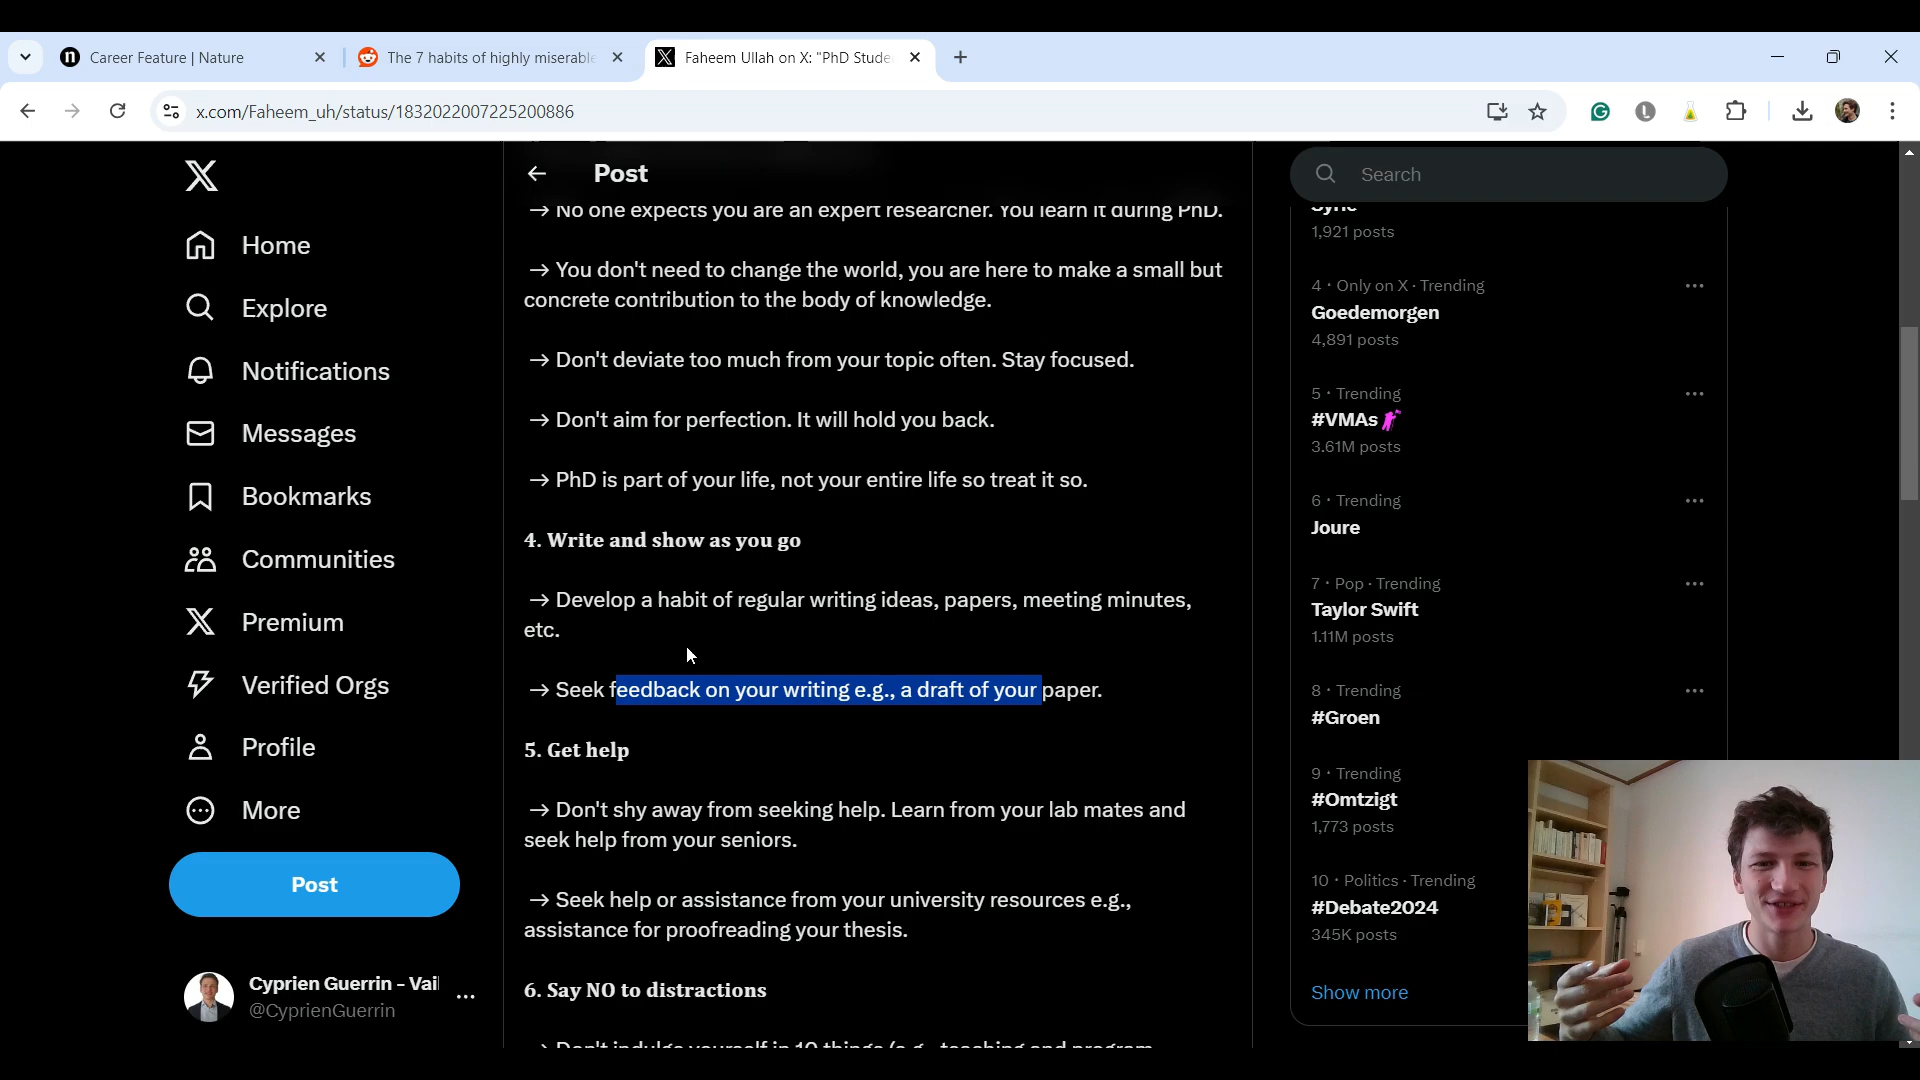 Career Feature | Nature
The 7 habits of highly miserable
Faheem Ullah on X: "PhD Stude
x.com/Faheem_uh/status/1832022007225200886
Home
Explore
Notifications
Messages
Bookmarks
Communities
Premium
Verified Orgs
Profile
More
Post
Cyprien Guerrin - Vail
@CyprienGuerrin
Post
→ No one expects you are an expert researcher. You learn it during PhD.
→ You don't need to change the world, you are here to make a small but
concrete contribution to the body of knowledge.
→ Don't deviate too much from your topic often. Stay focused.
→ Don't aim for perfection. It will hold you back.
→ PhD is part of your life, not your entire life so treat it so.
4. Write and show as you go
→ Develop a habit of regular writing ideas, papers, meeting minutes,
etc.
→ Seek feedback on your writing e.g., a draft of your paper.
5. Get help
→ Don't shy away from seeking help. Learn from your lab mates and
seek help from your seniors.
→ Seek help or assistance from your university resources e.g.,
assistance for proofreading your thesis.
6. Say NO to distractions
→ Don't indulge yourself in 10 things (e.g., teaching and program
Search
1,921 posts
4 · Only on X · Trending
Goedemorgen
4,891 posts
5 · Trending
#VMAs
3.61M posts
6 · Trending
Joure
7 · Pop · Trending
Taylor Swift
1.11M posts
8 · Trending
#Groen
9 · Trending
#Omtzigt
1,773 posts
10 · Politics · Trending
#Debate2024
345K posts
Show more